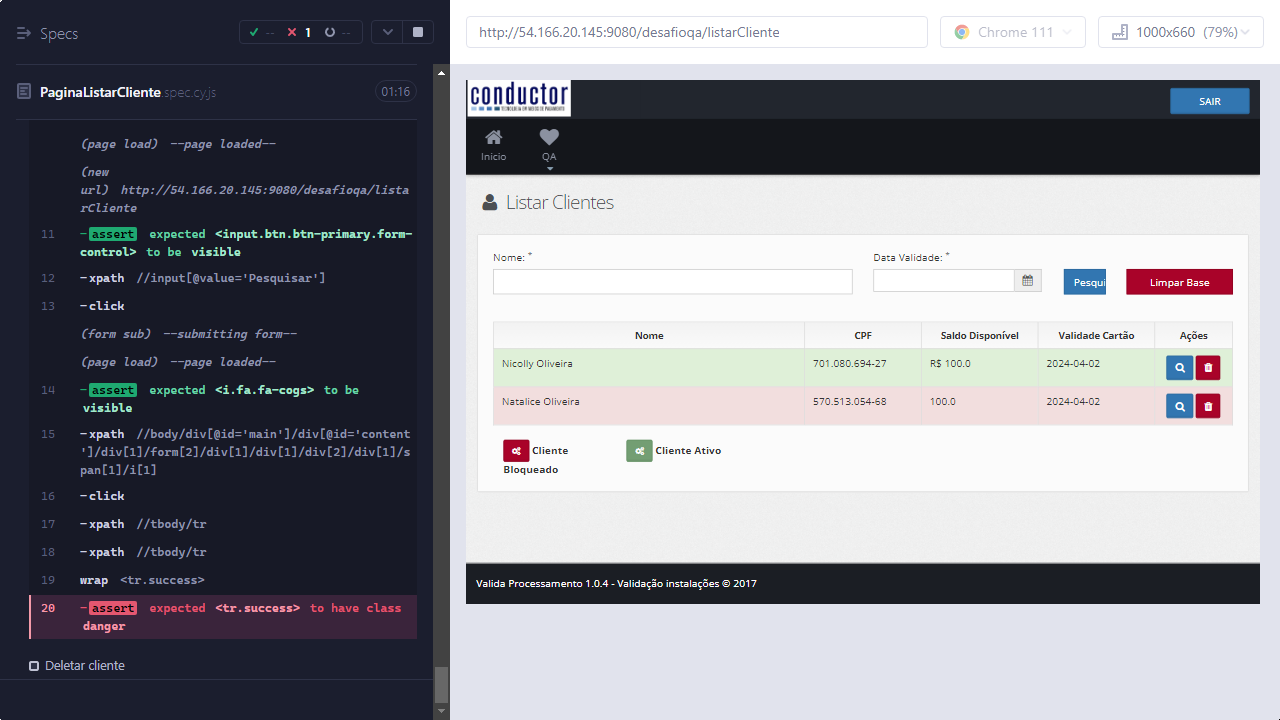 Specs
--
1
--
PaginaListarCliente.spec.cy.js
01:16
(page load) --page loaded--
(new
url) http://54.166.20.145:9080/desafioqa/lista
rCliente
11 -assert expected <input.btn.btn-primary.form-
control> to be visible
12 -xpath //input[@value='Pesquisar']
13 -click
(form sub) --submitting form--
(page load) --page loaded--
14 -assert expected <i.fa.fa-cogs> to be
visible
15 -xpath //body/div[@id='main']/div[@id='content
']/div[1]/form[2]/div[1]/div[1]/div[2]/div[1]/s
pan[1]/i[1]
16 -click
17 -xpath //tbody/tr
18 -xpath //tbody/tr
19 wrap <tr.success>
20 -assert expected <tr.success> to have class
danger
Deletar cliente
http://54.166.20.145:9080/desafioqa/listarCliente
Chrome 111
1000x660 (79%)
conductor
TECNOLOGIA EM MEIOS DE PAGAMENTO
SAIR
Inicio
QA
Listar Clientes
Nome: *
Data Validade: *
Pesqui
Limpar Base
Nome CPF Saldo Disponível Validade Cartão Ações
Nicolly Oliveira 701.080.694-27 R$ 100.0 2024-04-02
Natalice Oliveira 570.513.054-68 100.0 2024-04-02
Cliente
Bloqueado
Cliente Ativo
Valida Processamento 1.0.4 - Validação instalações © 2017